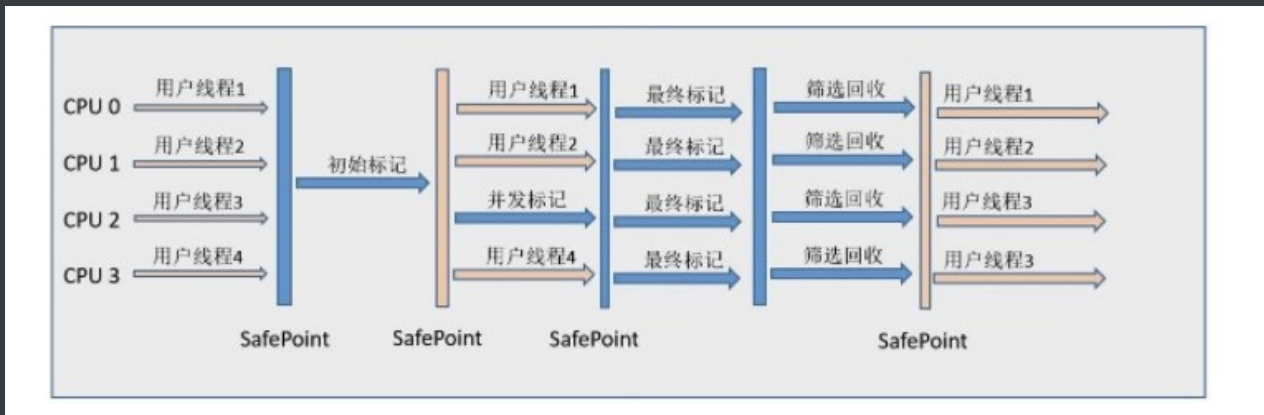 CPU 0 用户线程1 用户线程1 最终标记 筛选回收 用户线程1
CPU 1 用户线程2 初始标记 用户线程2 最终标记 筛选回收 用户线程2
CPU 2 用户线程3 并发标记 最终标记 筛选回收 用户线程3
CPU 3 用户线程4 用户线程4 最终标记 筛选回收 用户线程3
SafePoint SafePoint SafePoint SafePoint